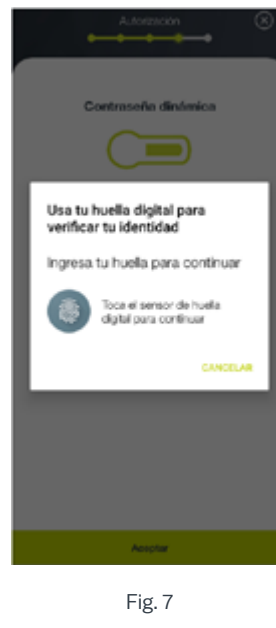 Autorización
Contraseña dinámica
Usa tu huella digital para
verificar tu identidad
Ingresa tu huella para continuar
Toca el sensor de huella
digital para continuar
CANCELAR
Aceptar
Fig. 7